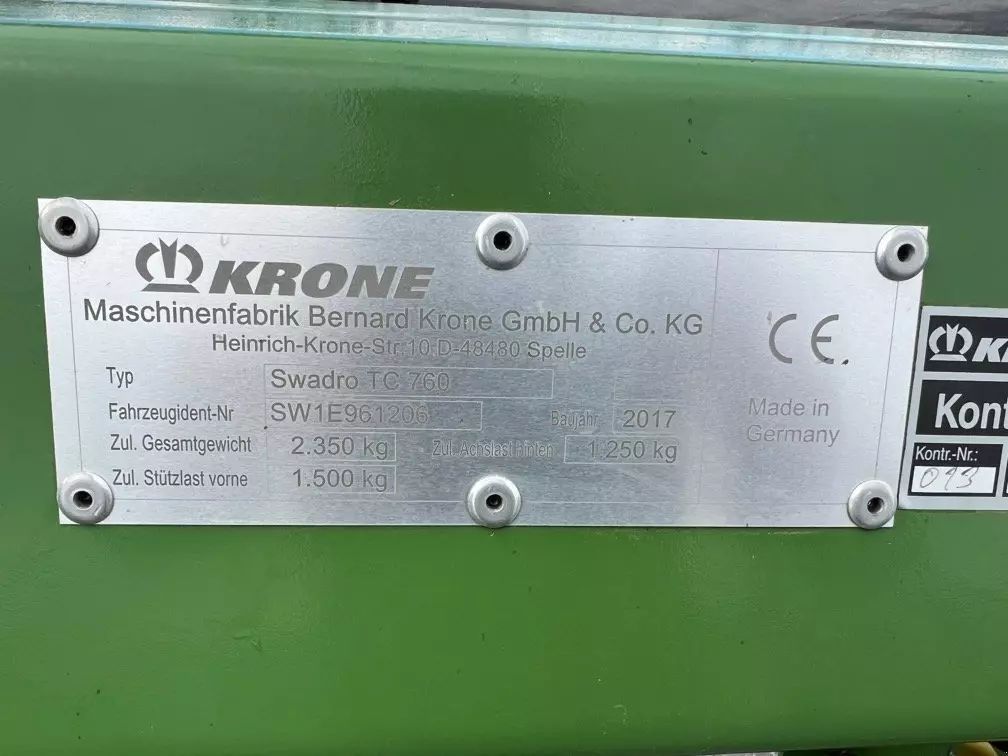 KRONE
Maschinenfabrik Bernard Krone GmbH & Co. KG
Heinrich-Krone-Str.10,D-48480 Spelle
Typ Swadro TC 760
Fahrzeugident-Nr SW1E961206 Baujahr 2017
Zul. Gesamtgewicht 2.350 kg Zul. Achslast hinten 1.250 kg
Zul. Stützlast vorne 1.500 kg
CE.
Made in
Germany
KR
Kont
Kontr.-Nr.:
093